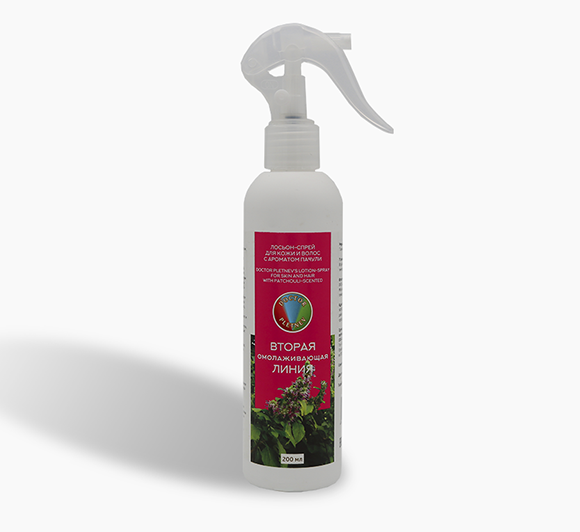 ЛОСЬОН-СПРЕЙ
ДЛЯ КОЖИ И ВОЛОС
С АРОМАТОМ ПАЧУЛИ
DOCTOR PLETNEV'S LOTION-SPRAY
FOR SKIN AND HAIR
WITH PATCHOULI-SCENTED
DOCTOR
PLETNEV
ВТОРАЯ
ОМОЛАЖИВАЮЩАЯ
ЛИНИЯ
200 мл